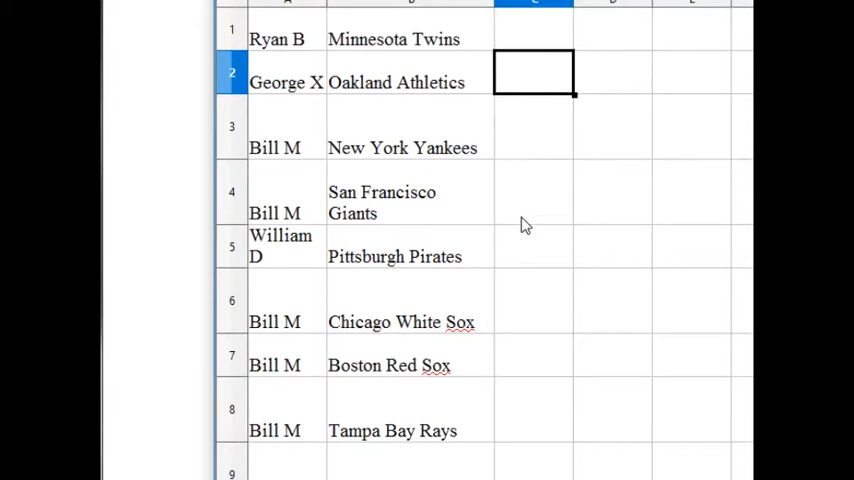 1 Ryan B Minnesota Twins
2 George X Oakland Athletics
3 Bill M New York Yankees
4 Bill M San Francisco
Giants
5 William
D Pittsburgh Pirates
6 Bill M Chicago White Sox
7 Bill M Boston Red Sox
8 Bill M Tampa Bay Rays
9